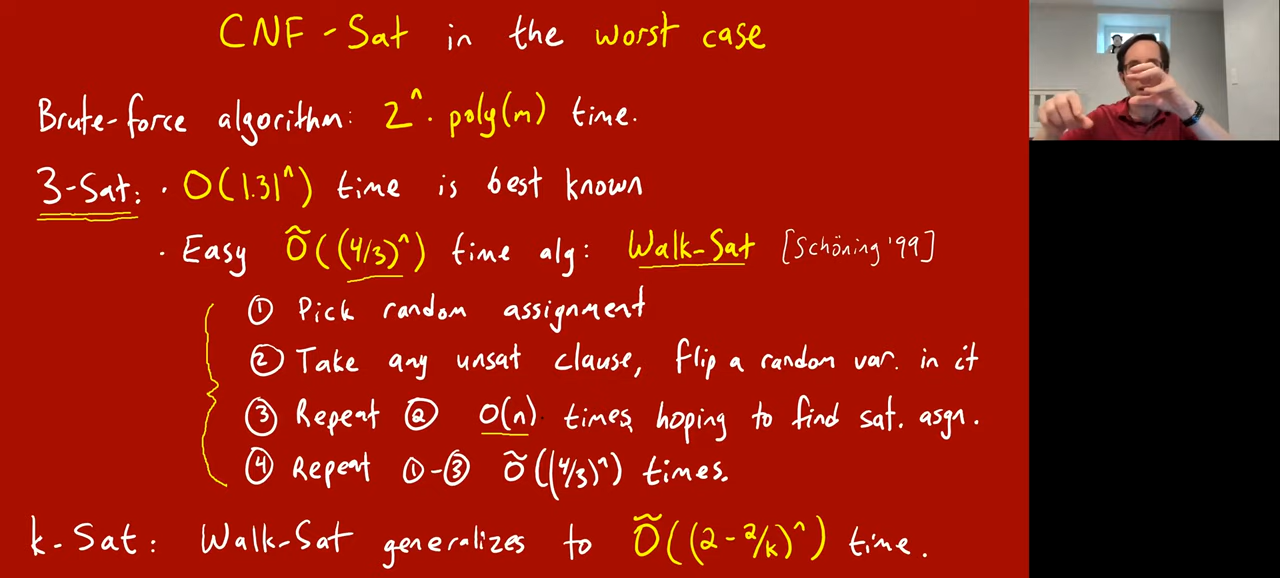 CNF-Sat in the worst case
Brute-force algorithm: 2^n · poly(m) time.
3-Sat: · O(1.31^n) time is best known
· Easy Õ((4/3)^n) time alg: Walk-Sat [Schöning '99]
① Pick random assignment
② Take any unsat clause, flip a random var. in it
③ Repeat ② O(n) times, hoping to find sat. asgn.
④ Repeat ①-③ Õ((4/3)^n) times.
k-Sat: Walk-Sat generalizes to Õ((2-2/k)^n) time.